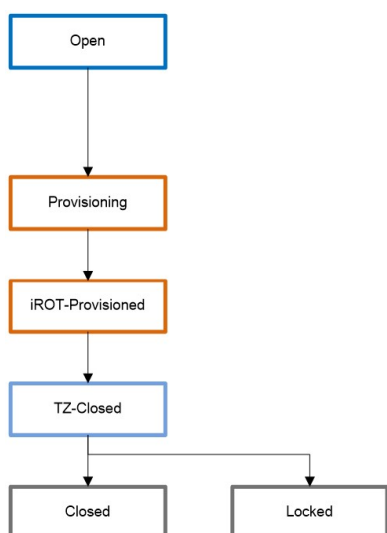 Open
Provisioning
iROT-Provisioned
TZ-Closed
Closed
Locked